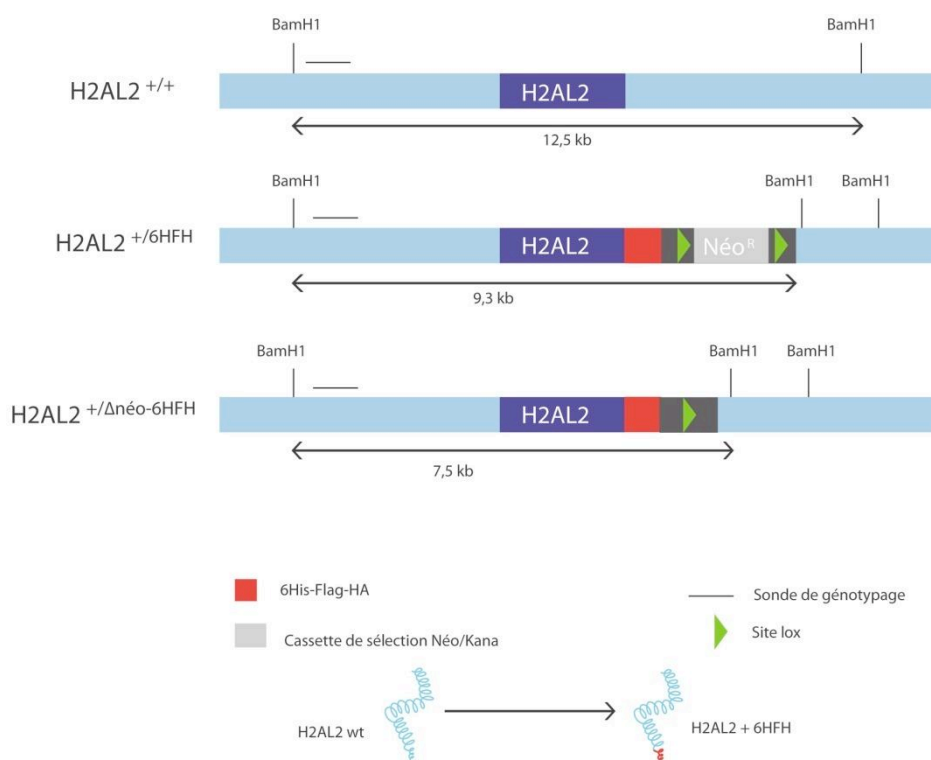 BamH1 BamH1
H2AL2 +/+ H2AL2
12,5 kb
BamH1 BamH1 BamH1
H2AL2 +/6HFH H2AL2 Néo R
9,3 kb
BamH1 BamH1 BamH1
H2AL2 +/Δnéo-6HFH H2AL2
7,5 kb
6His-Flag-HA
Sonde de génotypage
Cassette de sélection Néo/Kana
Site lox
H2AL2 wt
H2AL2 + 6HFH